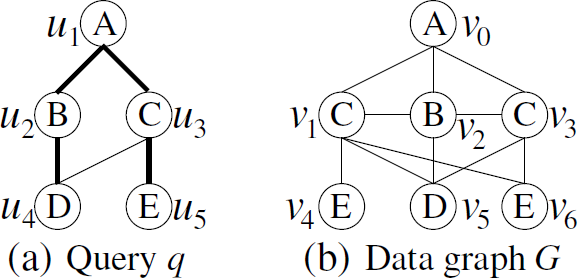 u1 A A v0
u2 B C u3 v1 C B v2 C v3
u4 D E u5 v4 E D v5 E v6
(a) Query q (b) Data graph G